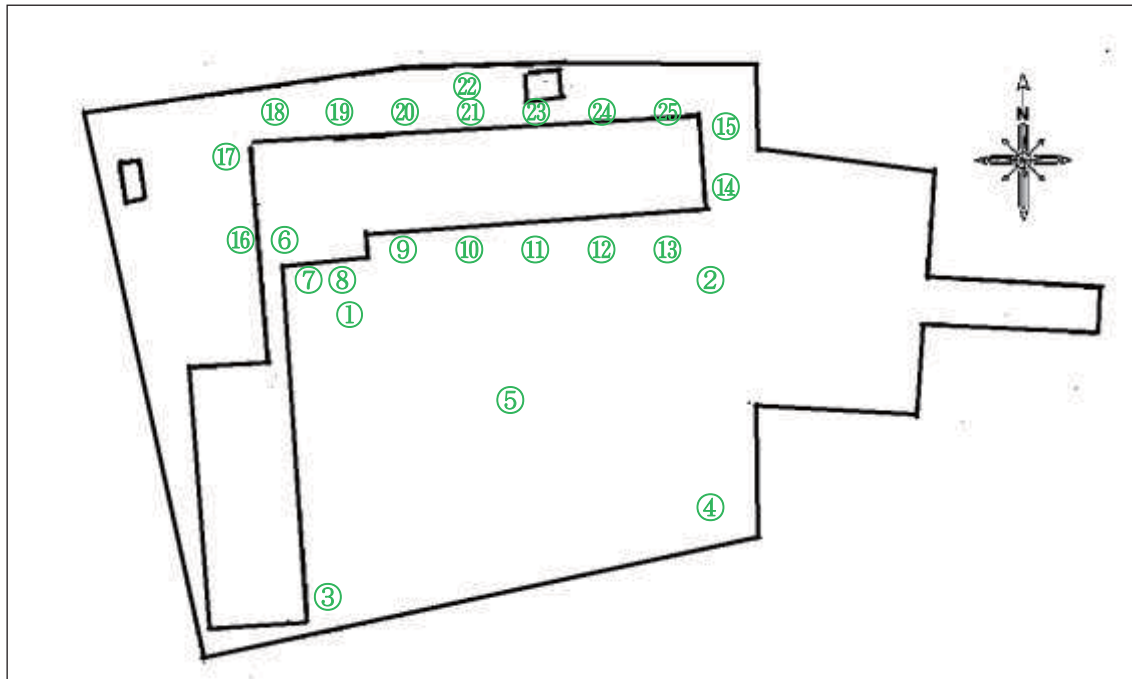 ㉒
⑱ ⑲ ⑳ ㉑ ㉓ ㉔ ㉕ ⑮
N
⑰
⑭
⑯ ⑥ ⑨ ⑩ ⑪ ⑫ ⑬
⑦ ⑧ ②
①
⑤
④
③